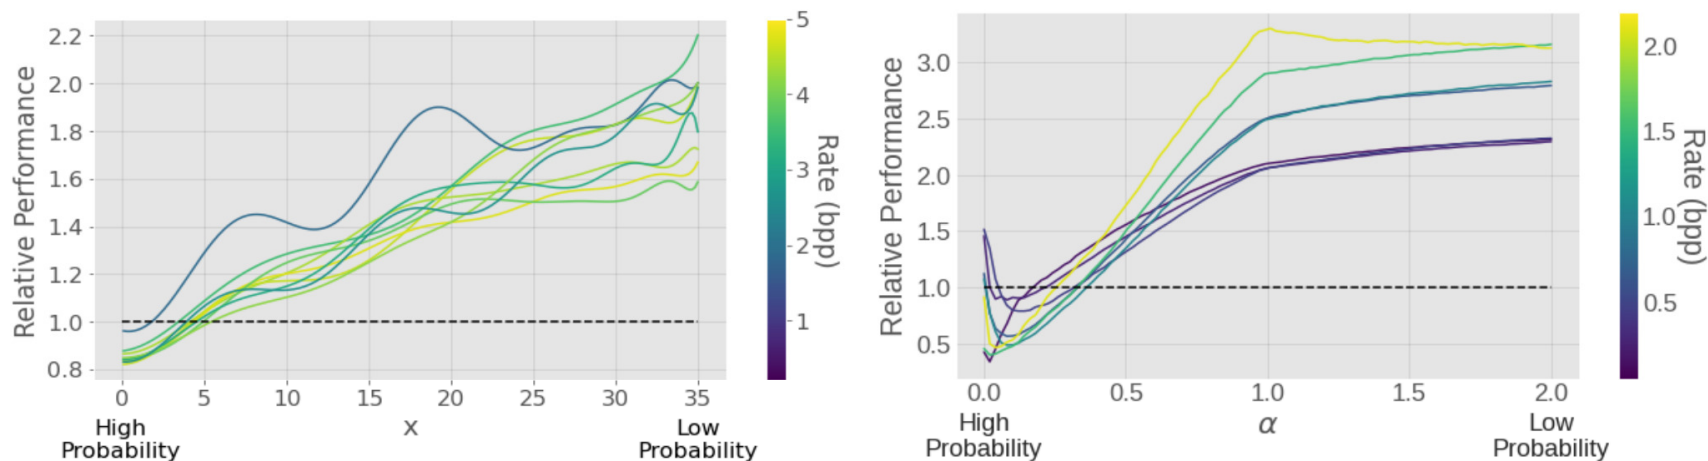 Relative Performance
2.2
2.0
1.8
1.6
1.4
1.2
1.0
0.8
0 5 10 15 20 25 30 35
High
Probability
x
Low
Probability
5
4
3
2
1
Rate (bpp)
Relative Performance
3.0
2.5
2.0
1.5
1.0
0.5
0.0 0.5 1.0 1.5 2.0
High
Probability
α
Low
Probability
2.0
1.5
1.0
0.5
Rate (bpp)